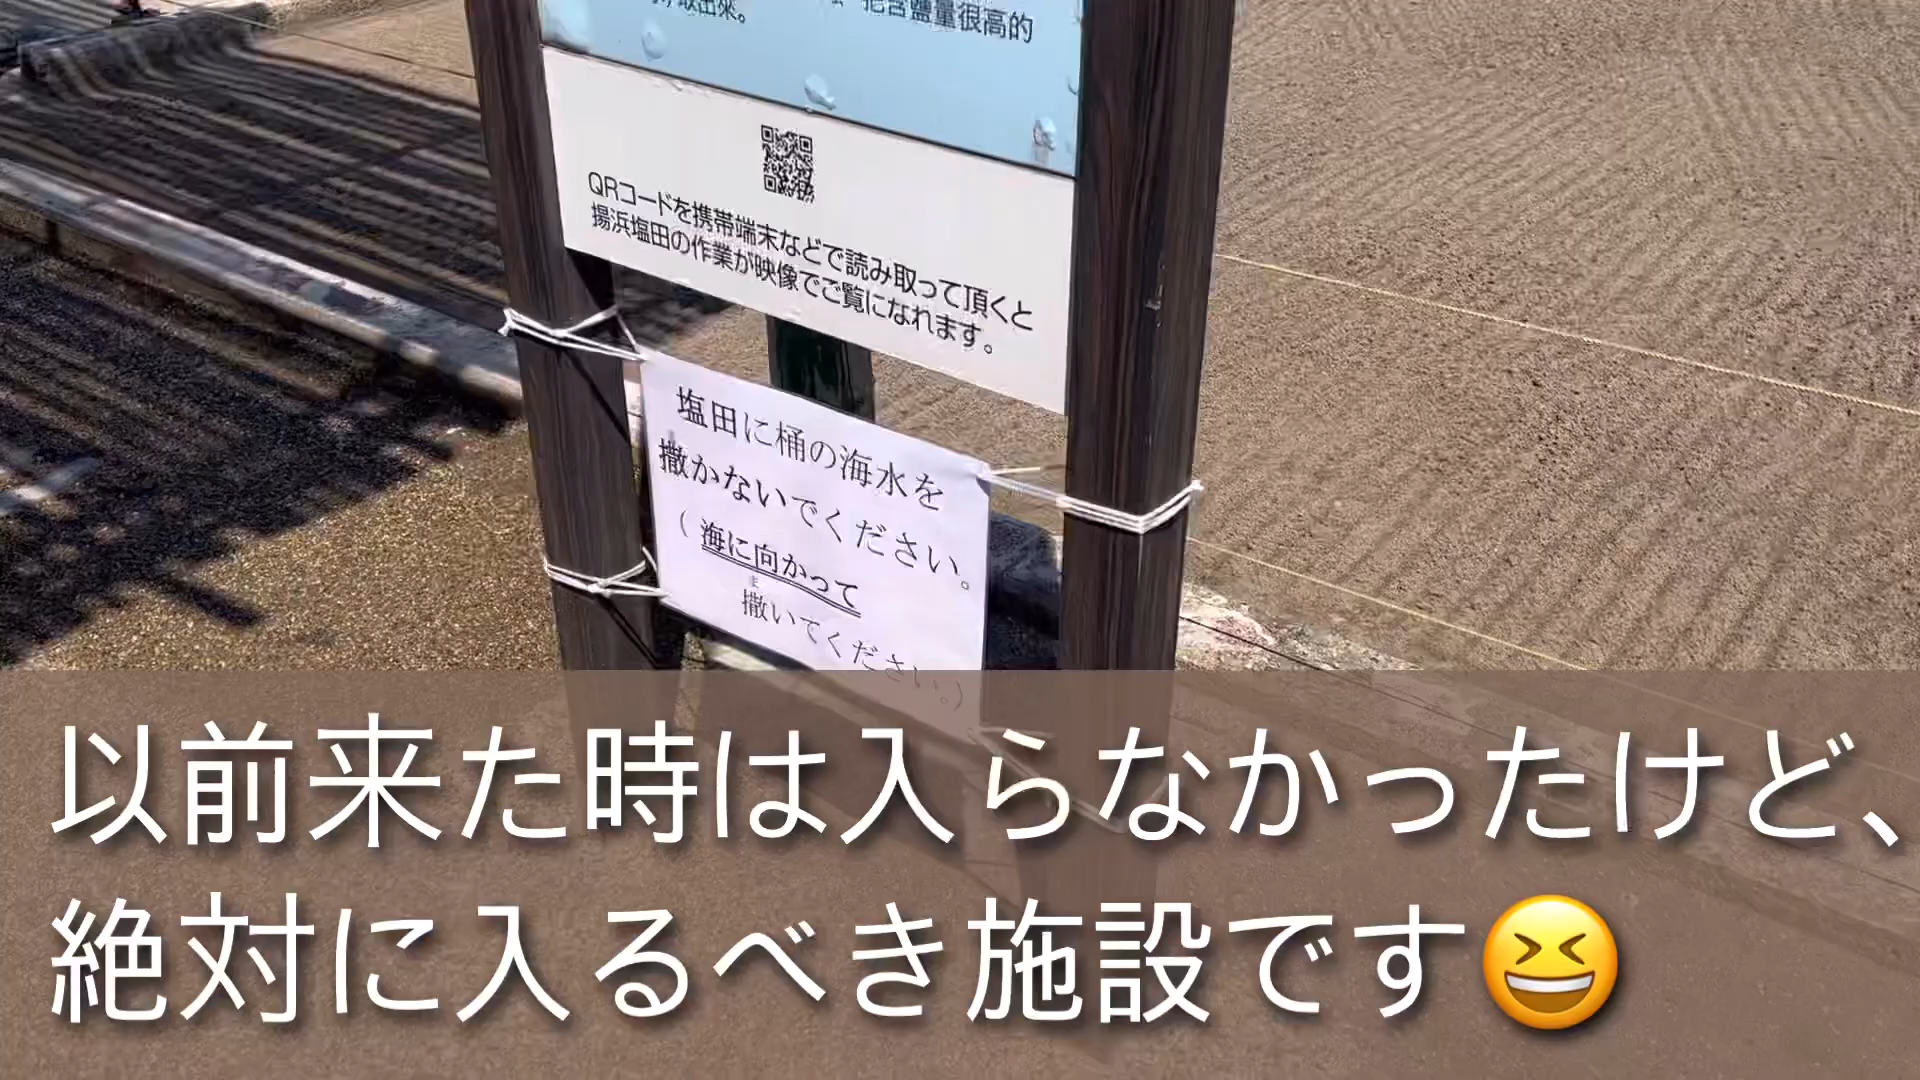 取出來。
把含鹽量很高的
QRコードを携帯端末などで読み取って頂くと
揚浜塩田の作業が映像でご覧になれます。
塩田に桶の海水を
撒かないでください。
（海に向かって
ま
撒いてください。）
以前来た時は入らなかったけど、
絶対に入るべき施設です😆